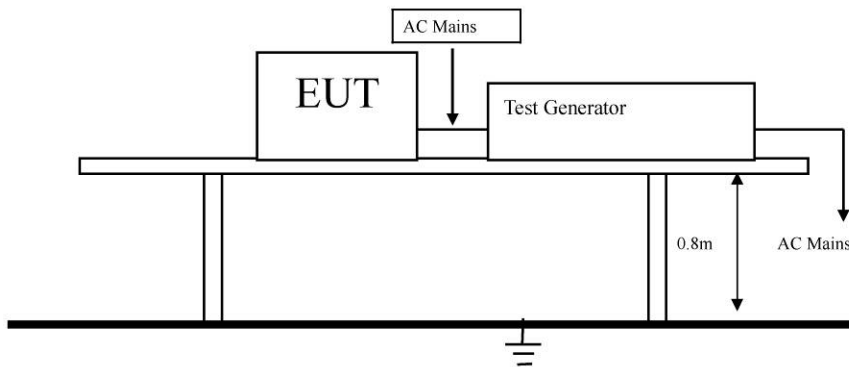 AC Mains
EUT
Test Generator
0.8m
AC Mains